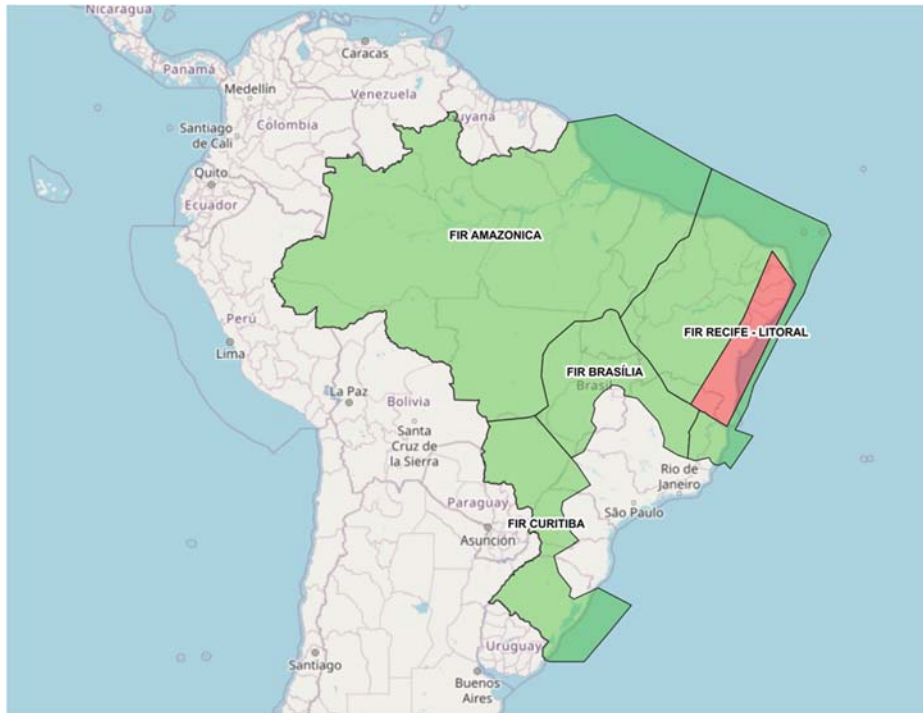 Nicaragua
Panamá
Caracas
Medellín
Venezuela
Guyana
Santiago
de Cali
Colombia
Quito
Ecuador
FIR AMAZONICA
Perú
Lima
FIR RECIFE - LITORAL
FIR BRASÍLIA
Brasil
La Paz
Bolivia
Santa
Cruz de
la Sierra
Rio de
Janeiro
São Paulo
Paraguay
FIR CURITIBA
Asunción
Uruguay
Santiago
Buenos
Aires